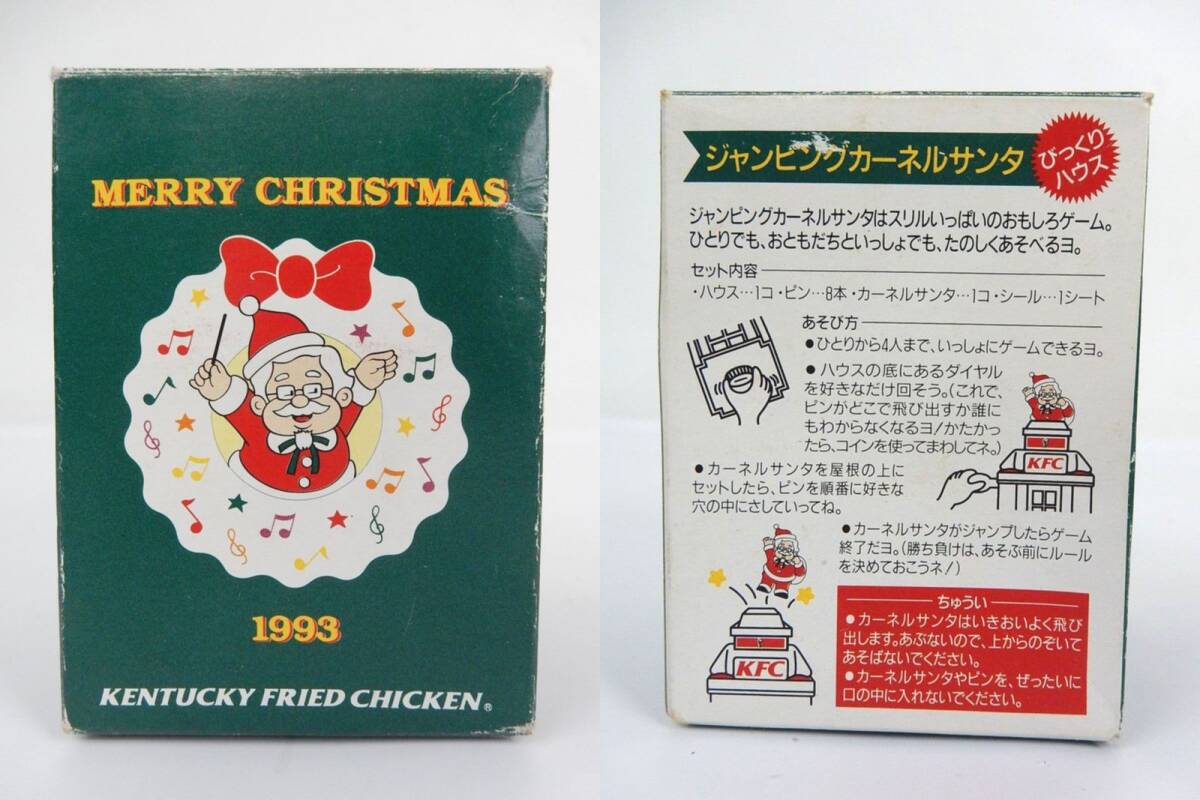 MERRY CHRISTMAS
1993
KENTUCKY FRIED CHICKEN®
ジャンピングカーネルサンタ
びっくり
ハウス
ジャンピングカーネルサンタはスリルいっぱいのおもしろゲーム。
ひとりでも、おともだちといっしょでも、たのしくあそべるヨ。
セット内容
・ハウス…1コ・ピン…8本・カーネルサンタ…1コ・シール…1シート
あそび方
●ひとりから4人まで、いっしょにゲームできるヨ。
●ハウスの底にあるダイヤル
を好きなだけ回そう。(これで、
ピンがどこで飛び出すか誰に
もわからなくなるヨ!かたかっ
たら、コインを使ってまわしてネ。)
KFC
●カーネルサンタを屋根の上に
セットしたら、ピンを順番に好きな
穴の中にさしていってね。
●カーネルサンタがジャンプしたらゲーム
終了だヨ。(勝ち負けは、あそぶ前にルール
を決めておこうネ!)
KFC
ちゅうい
●カーネルサンタはいきおいよく飛び
出します。あぶないので、上からのぞいて
あそばないでください。
●カーネルサンタやピンを、ぜったいに
口の中に入れないでください。